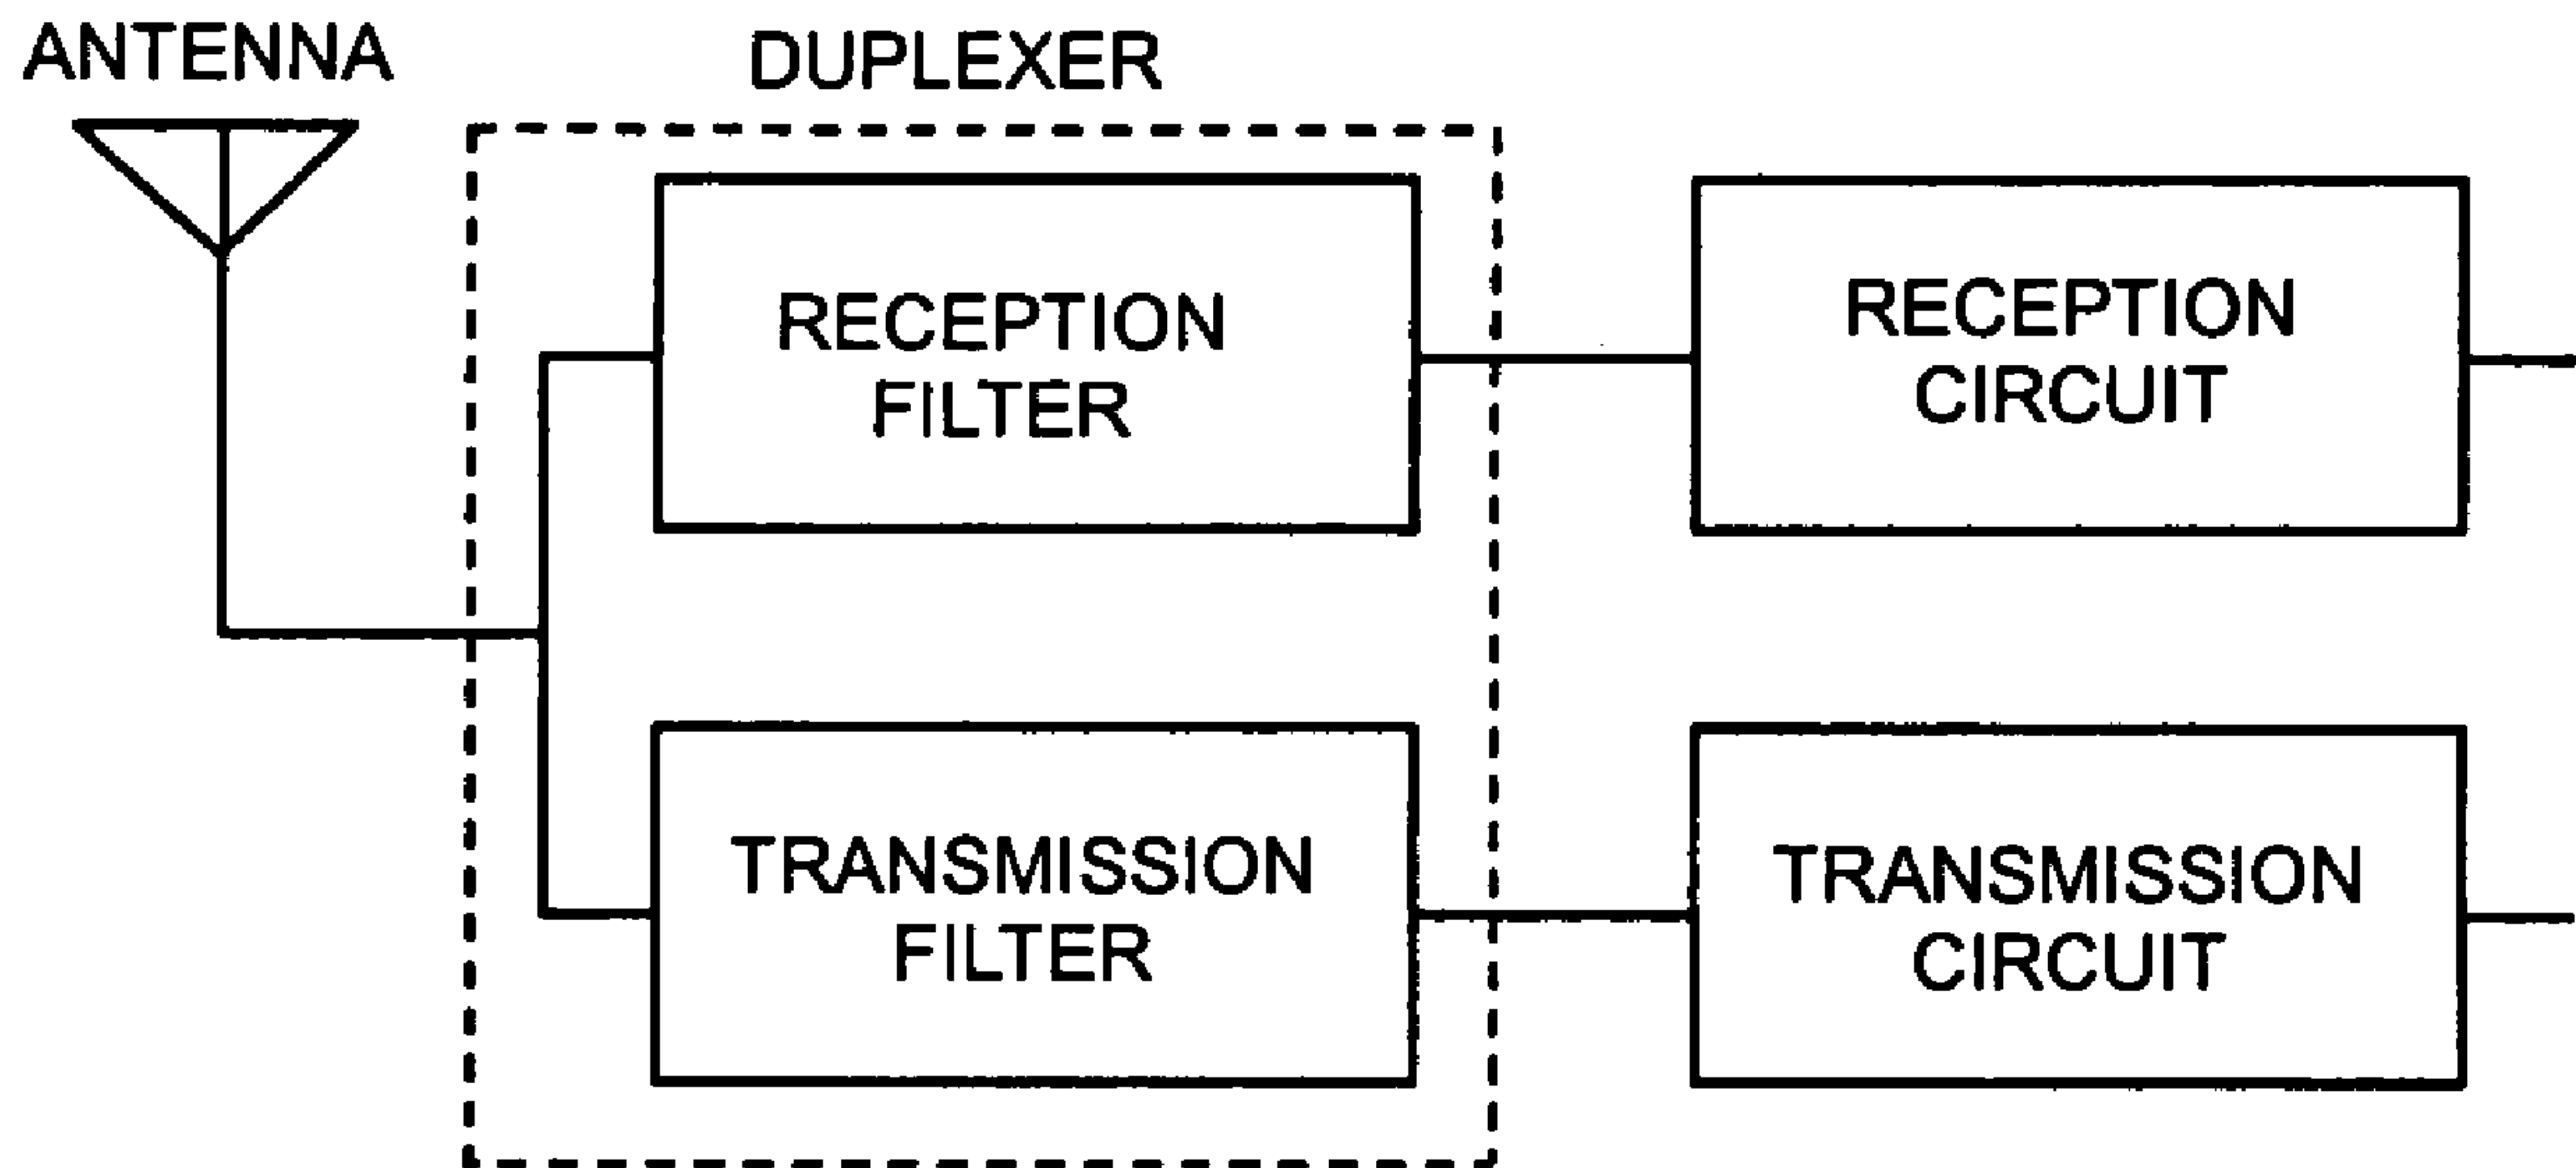 ANTENNA
DUPLEXER
RECEPTION
FILTER
RECEPTION
CIRCUIT
TRANSMISSION
FILTER
TRANSMISSION
CIRCUIT